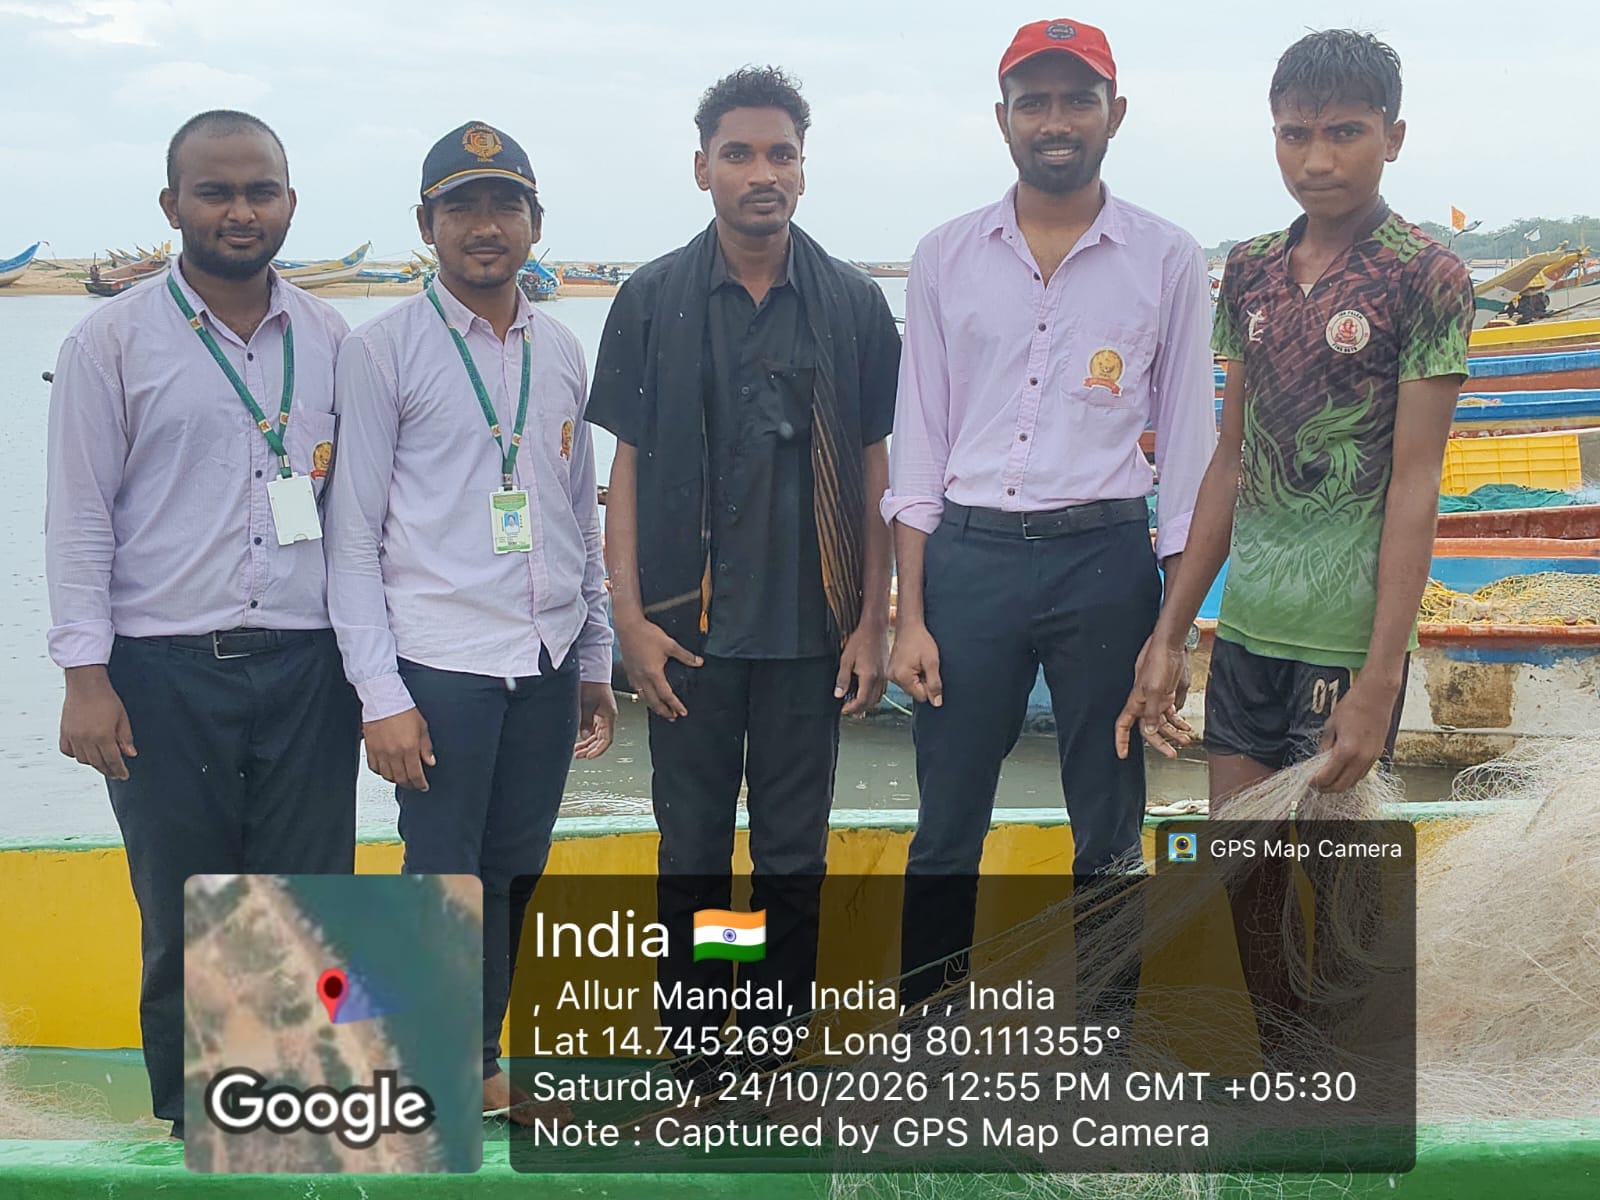 01
GPS Map Camera
India
, Allur Mandal, India, , , India
Lat 14.745269° Long 80.111355°
Saturday, 24/10/2026 12:55 PM GMT +05:30
Note : Captured by GPS Map Camera
Google